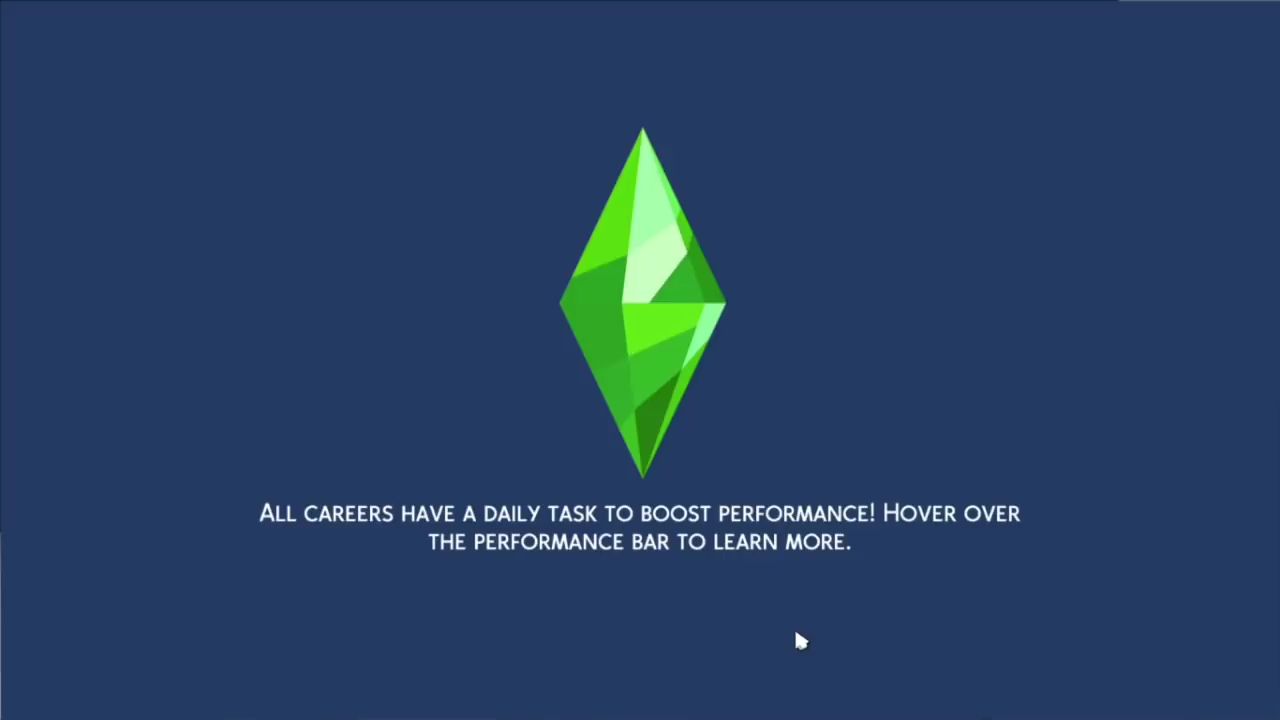 All careers have a daily task to boost performance! Hover over
the performance bar to learn more.